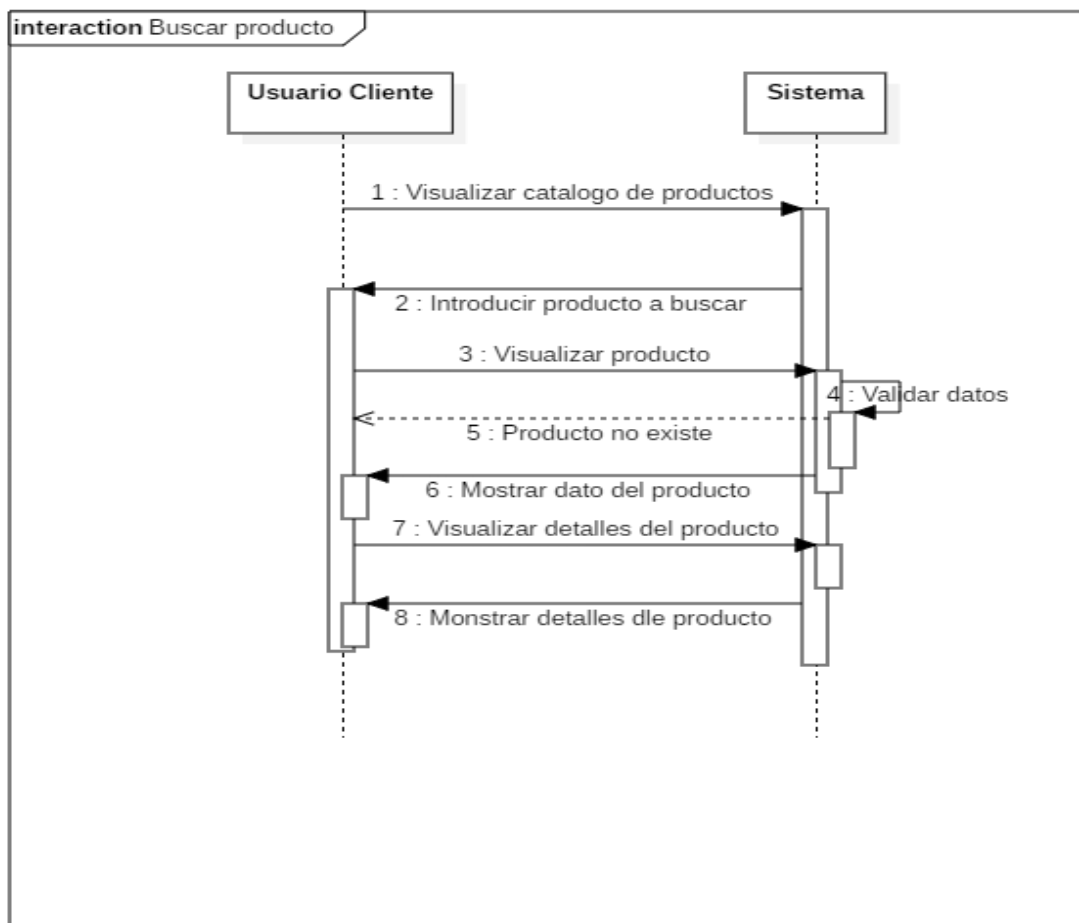 interaction Buscar producto
Usuario Cliente
Sistema
1 : Visualizar catalogo de productos
2 : Introducir producto a buscar
3 : Visualizar producto
4 : Validar datos
5 : Producto no existe
6 : Mostrar dato del producto
7 : Visualizar detalles del producto
8 : Monstrar detalles dle producto